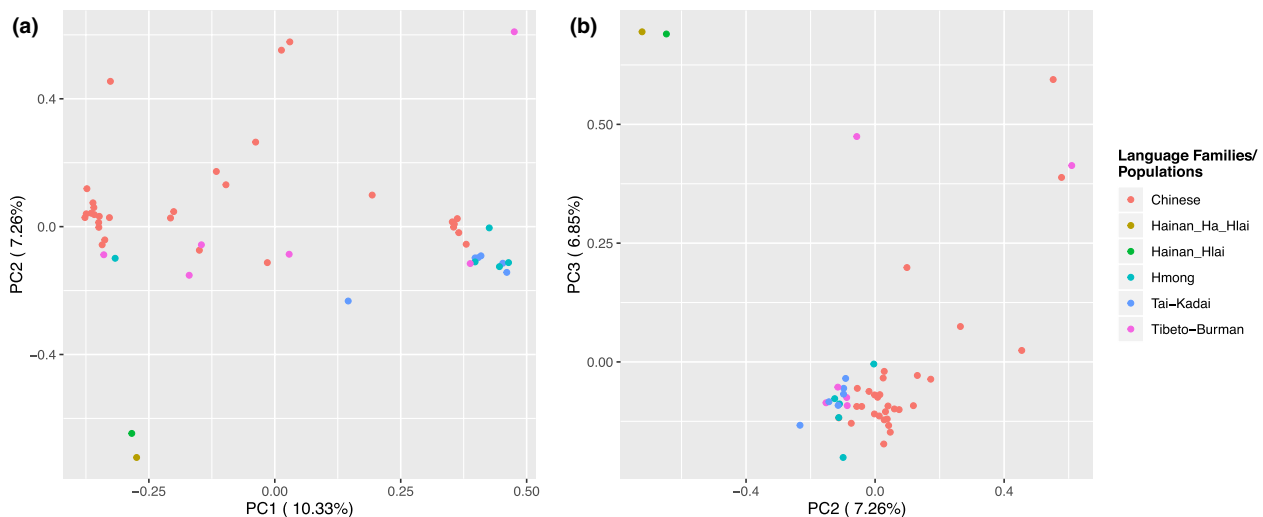 (a)
0.4
0.0
−0.4
PC2 ( 7.26%)
−0.25
0.00
0.25
0.50
PC1 ( 10.33%)
(b)
0.50
0.25
0.00
PC3 ( 6.85%)
−0.4
0.0
0.4
PC2 ( 7.26%)
Language Families/
Populations
Chinese
Hainan_Ha_Hlai
Hainan_Hlai
Hmong
Tai−Kadai
Tibeto−Burman